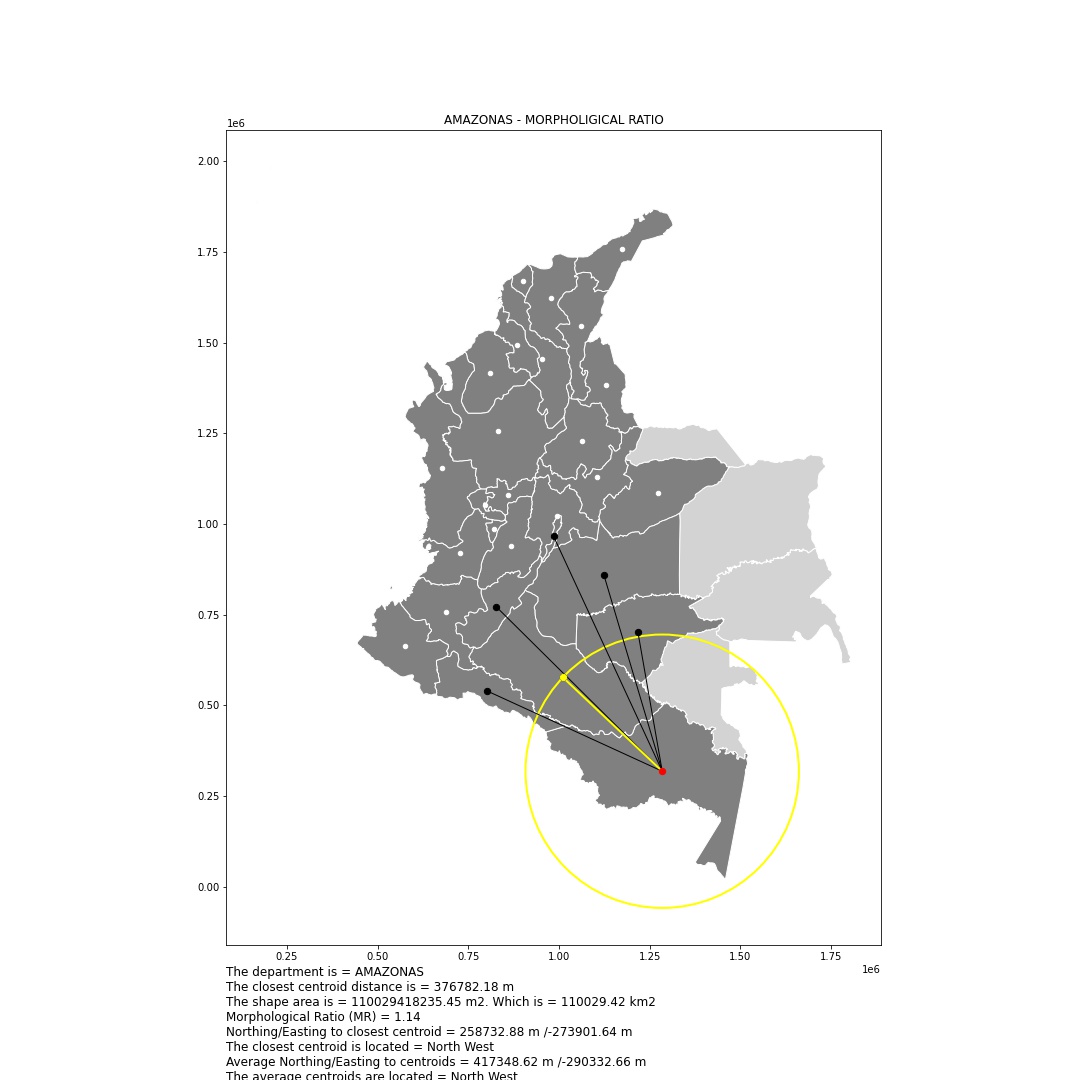 AMAZONAS - MORPHOLIGICAL RATIO
1e6
2.00
1.75
1.50
1.25
1.00
0.75
0.50
0.25
0.00
0.25 0.50 0.75 1.00 1.25 1.50 1.75
1e6
The department is = AMAZONAS
The closest centroid distance is = 376782.18 m
The shape area is = 110029418235.45 m2. Which is = 110029.42 km2
Morphological Ratio (MR) = 1.14
Northing/Easting to closest centroid = 258732.88 m /-273901.64 m
The closest centroid is located = North West
Average Northing/Easting to centroids = 417348.62 m /-290332.66 m
The average centroids are located = North West